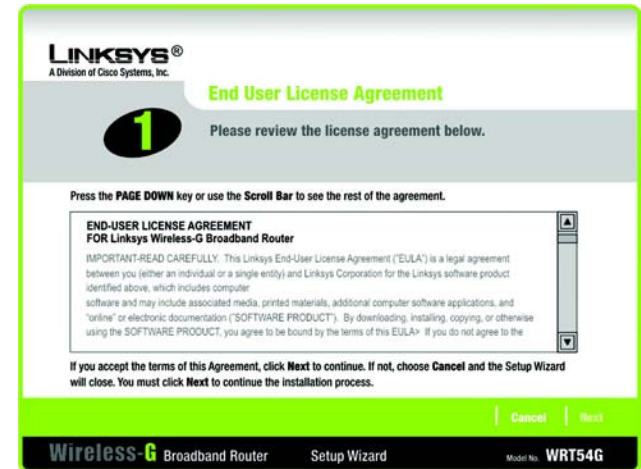 LINKSYS®
A Division of Cisco Systems, Inc.
End User License Agreement
1
Please review the license agreement below.
Press the PAGE DOWN key or use the Scroll Bar to see the rest of the agreement.
END-USER LICENSE AGREEMENT
FOR Linksys Wireless-G Broadband Router
IMPORTANT-READ CAREFULLY. This Linksys End-User License Agreement ("EULA") is a legal agreement
between you (either an individual or a single entity) and Linksys Corporation for the Linksys software product
identified above, which includes computer
software and may include associated media, printed materials, additional computer software applications, and
"online" or electronic documentation ("SOFTWARE PRODUCT"). By downloading, installing, copying, or otherwise
using the SOFTWARE PRODUCT, you agree to be bound by the terms of this EULA> If you do not agree to the
If you accept the terms of this Agreement, click Next to continue. If not, choose Cancel and the Setup Wizard
will close. You must click Next to continue the installation process.
Cancel Next
Wireless-G Broadband Router Setup Wizard Model No. WRT54G